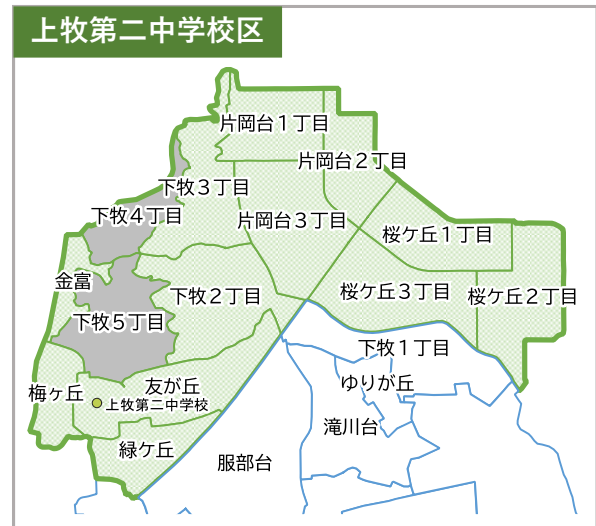 上牧第二中学校区
片岡台１丁目
片岡台２丁目
下牧３丁目
下牧４丁目
片岡台３丁目
桜ケ丘１丁目
金富
下牧２丁目
桜ケ丘３丁目
桜ケ丘２丁目
下牧５丁目
下牧１丁目
ゆりが丘
梅ヶ丘
友が丘
上牧第二中学校
滝川台
緑ケ丘
服部台